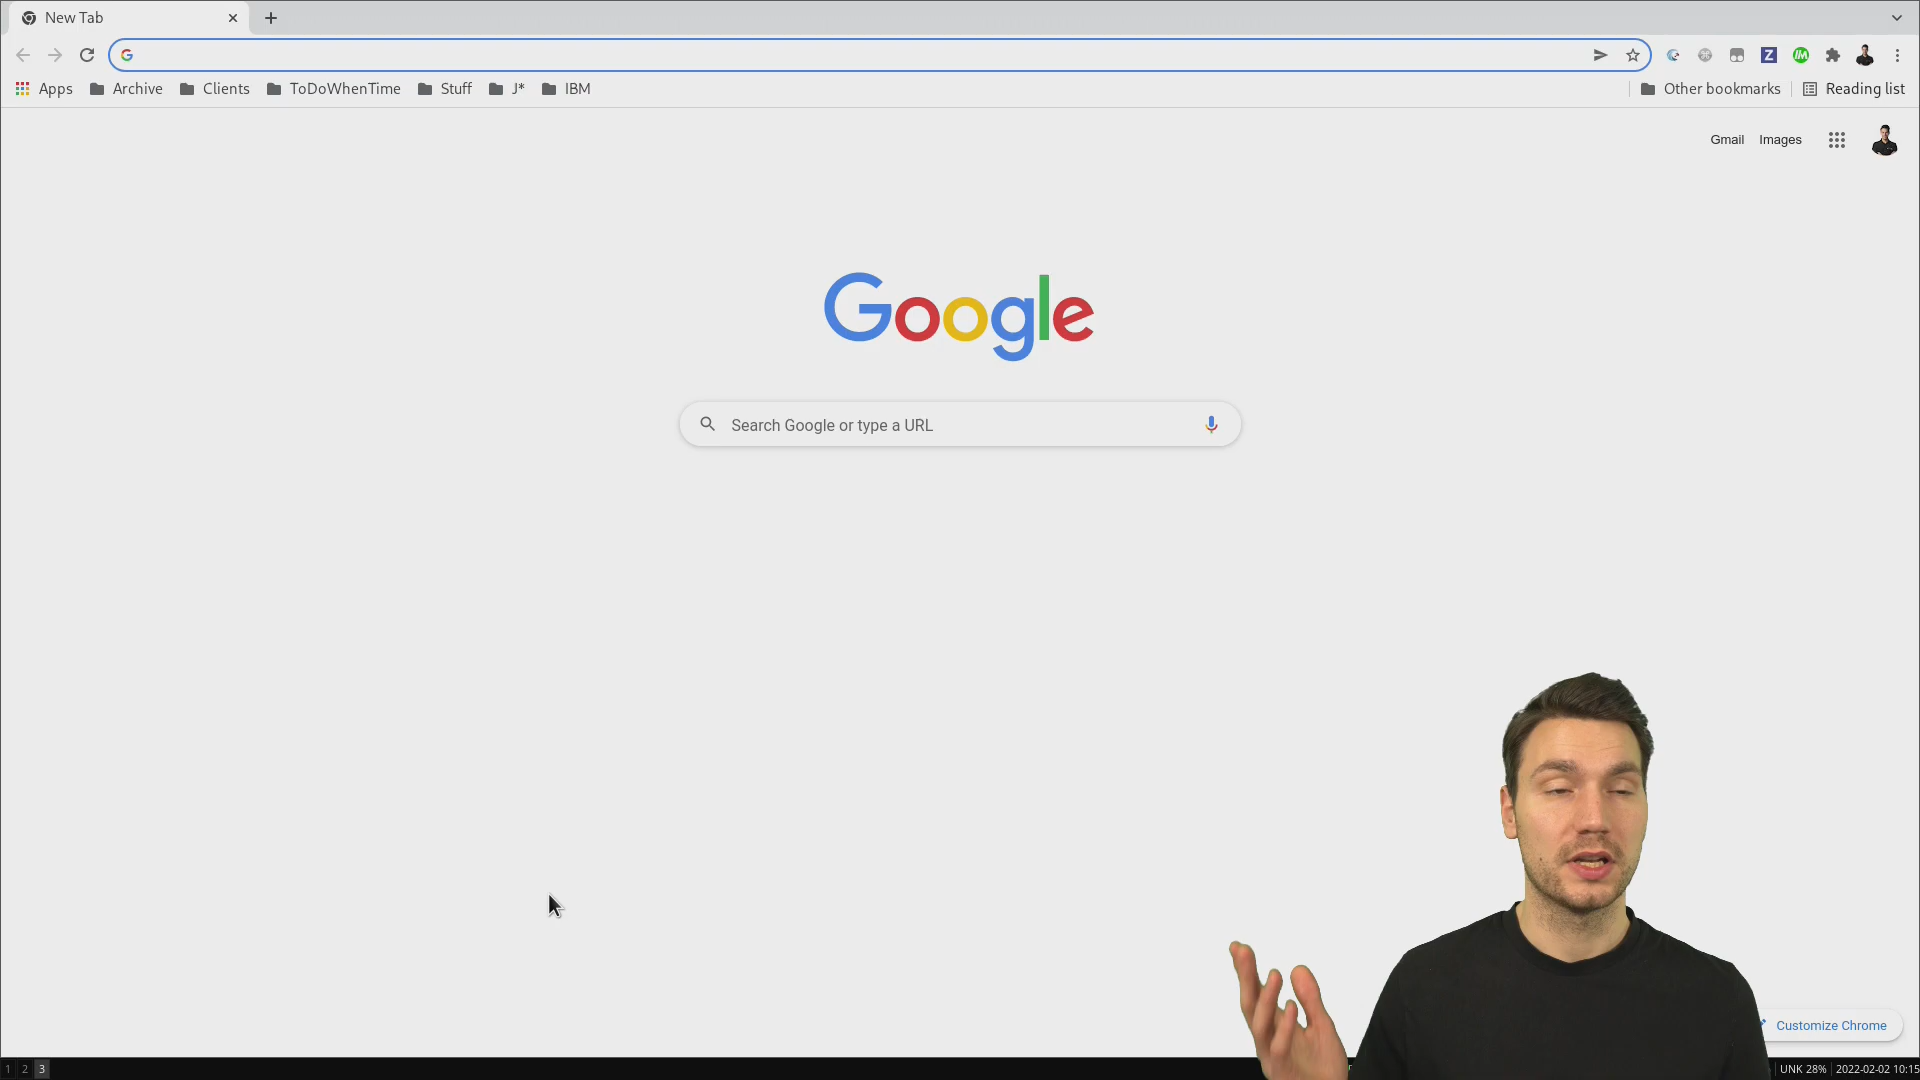 New Tab
Apps Archive Clients ToDoWhenTime Stuff J* IBM Other bookmarks Reading list
Gmail Images
Google
Search Google or type a URL
Customize Chrome
1 2 3 UNK 28% 2022-02-02 10:15